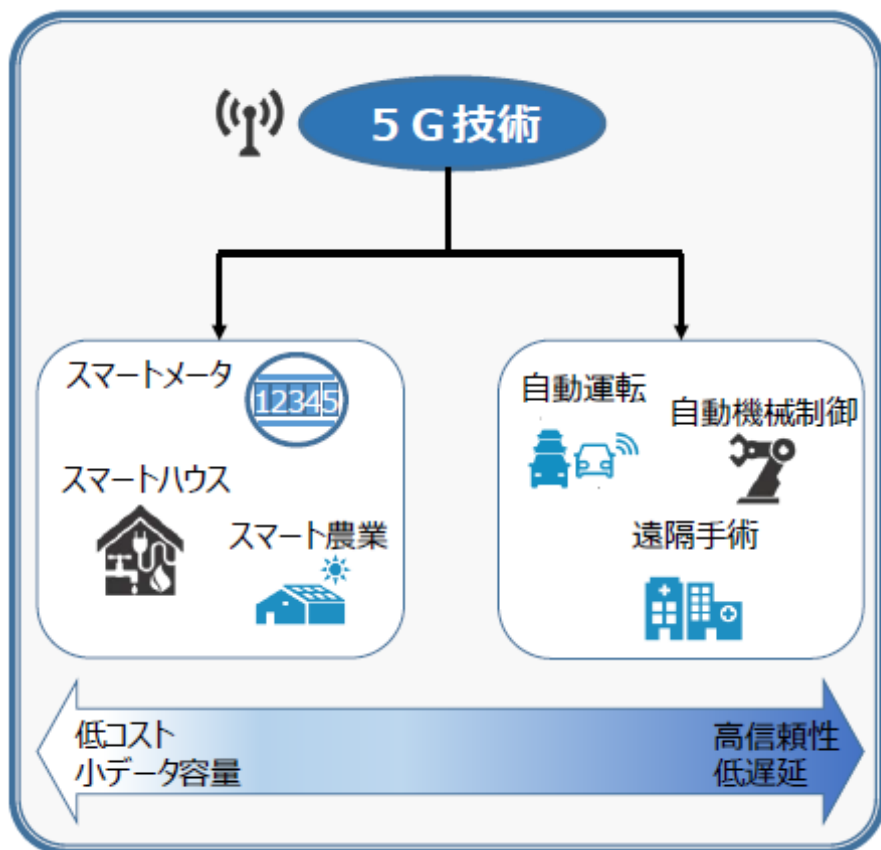 5G技術
スマートメータ
12345
スマートハウス
スマート農業
自動運転
自動機械制御
遠隔手術
低コスト
小データ容量
高信頼性
低遅延